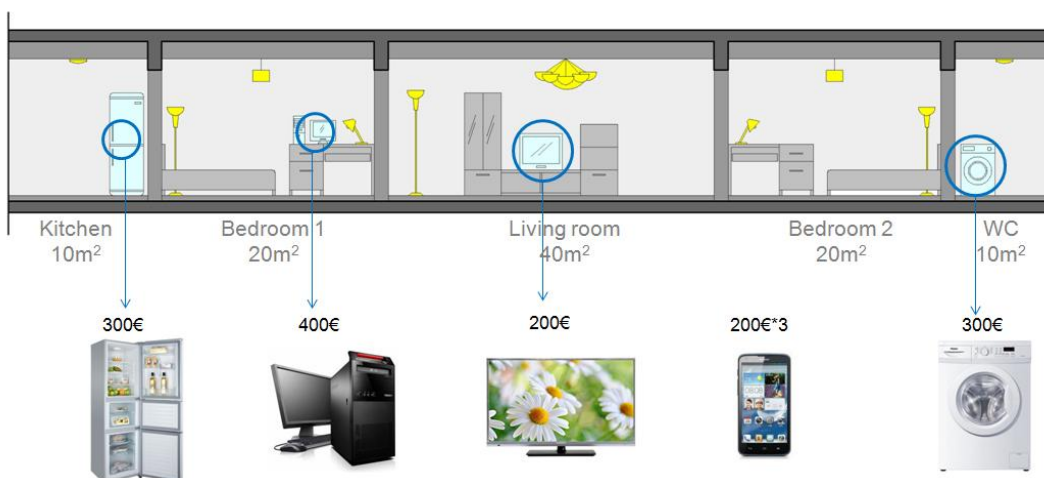 Kitchen
10m²
Bedroom 1
20m²
Living room
40m²
Bedroom 2
20m²
WC
10m²
300€
400€
200€
200€*3
300€